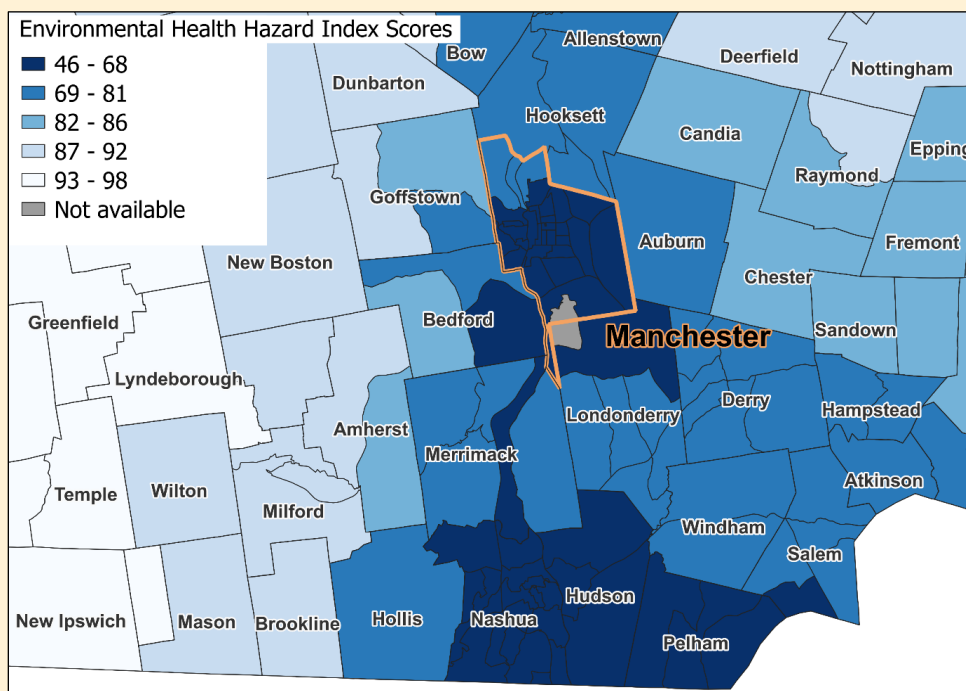 Environmental Health Hazard Index Scores
46 - 68
69 - 81
82 - 86
87 - 92
93 - 98
Not available
Bow
Allenstown
Deerfield
Nottingham
Dunbarton
Hooksett
Candia
Epping
Raymond
Goffstown
Auburn
Fremont
New Boston
Chester
Greenfield
Bedford
Sandown
Manchester
Lyndeborough
Derry
Hampstead
Londonderry
Amherst
Merrimack
Atkinson
Temple
Wilton
Milford
Windham
Salem
Hudson
New Ipswich
Mason
Brookline
Hollis
Nashua
Pelham